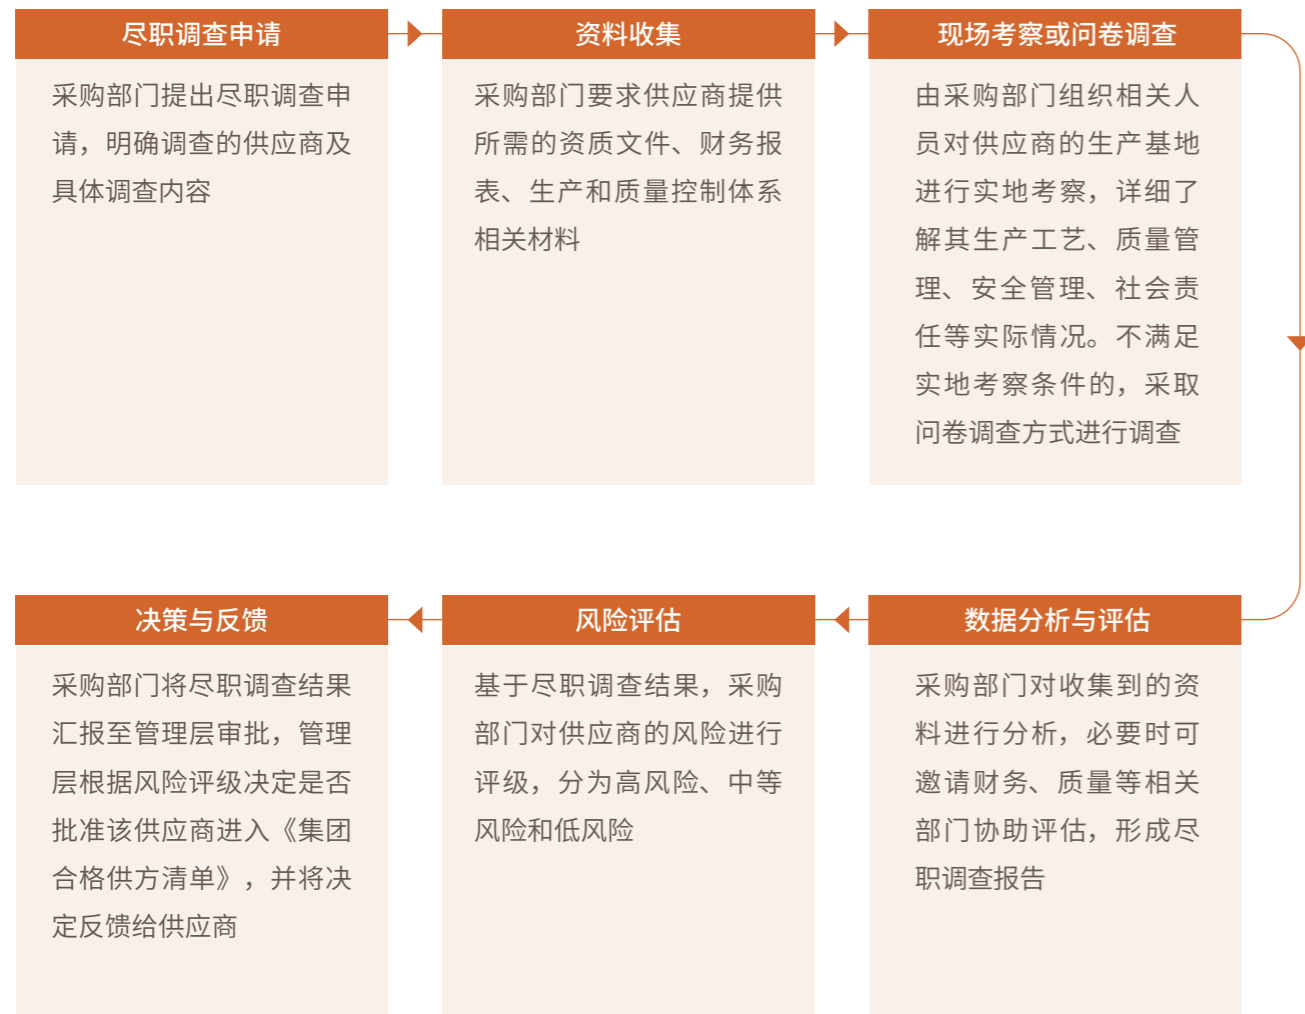 尽职调查申请
采购部门提出尽职调查申
请，明确调查的供应商及
具体调查内容
资料收集
采购部门要求供应商提供
所需的资质文件、财务报
表、生产和质量控制体系
相关材料
现场考察或问卷调查
由采购部门组织相关人
员对供应商的生产基地
进行实地考察，详细了
解其生产工艺、质量管
理、安全管理、社会责
任等实际情况。不满足
实地考察条件的，采取
问卷调查方式进行调查
数据分析与评估
采购部门对收集到的资
料进行分析，必要时可
邀请财务、质量等相关
部门协助评估，形成尽
职调查报告
风险评估
基于尽职调查结果，采购
部门对供应商的风险进行
评级，分为高风险、中等
风险和低风险
决策与反馈
采购部门将尽职调查结果
汇报至管理层审批，管理
层根据风险评级决定是否
批准该供应商进入《集团
合格供方清单》，并将决
定反馈给供应商